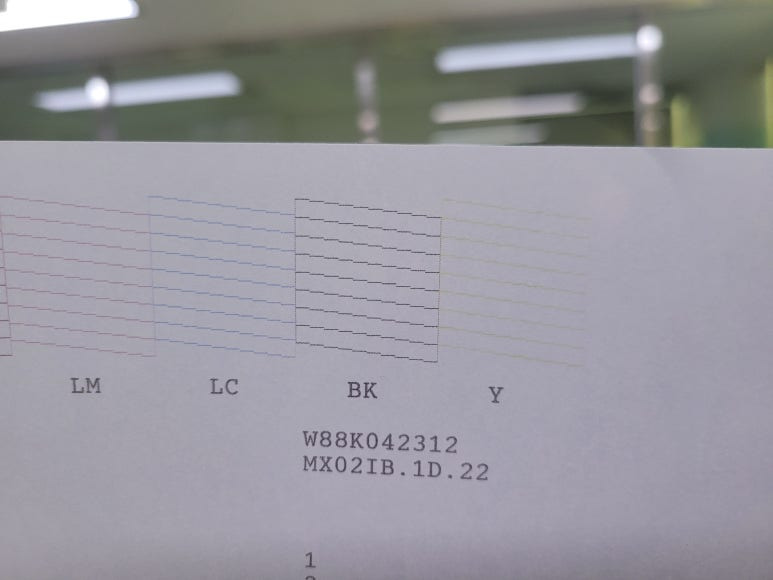 LM LC BK Y
W88K042312
MX02IB.1D.22
1